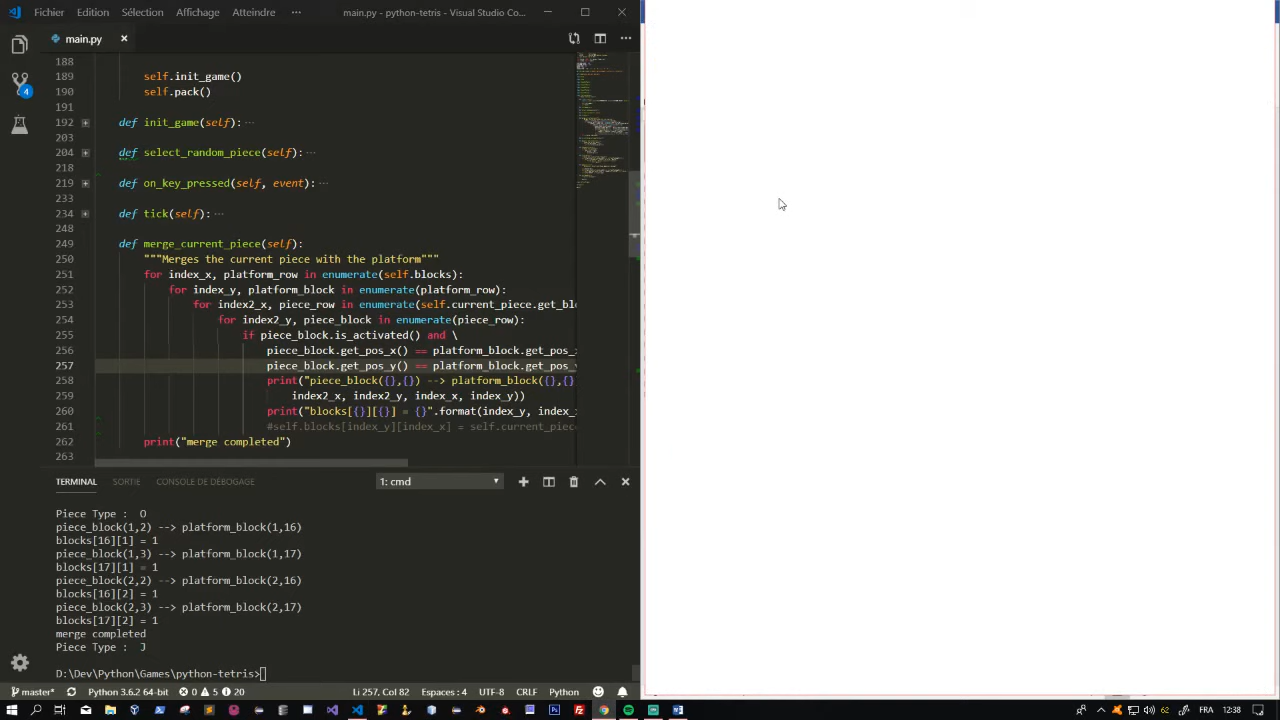 Fichier Edition Sélection Affichage Atteindre ··· main.py - python-tetris - Visual Studio Co...
main.py
188
189 self.init_game()
190 self.pack()
191
192 def init_game(self): ···
204 def select_random_piece(self): ···
219 def on_key_pressed(self, event): ···
233
234 def tick(self): ···
248
249 def merge_current_piece(self):
250 """Merges the current piece with the platform"""
251 for index_x, platform_row in enumerate(self.blocks):
252 for index_y, platform_block in enumerate(platform_row):
253 for index2_x, piece_row in enumerate(self.current_piece.get_blo
254 for index2_y, piece_block in enumerate(piece_row):
255 if piece_block.is_activated() and \
256 piece_block.get_pos_x() == platform_block.get_pos_x
257 piece_block.get_pos_y() == platform_block.get_pos_y
258 print("piece_block({},{}) --> platform_block({},{}
259 index2_x, index2_y, index_x, index_y))
260 print("blocks[{}][{}] = {}".format(index_y, index_x
261 #self.blocks[index_y][index_x] = self.current_piece
262 print("merge completed")
263
TERMINAL SORTIE CONSOLE DE DÉBOGAGE 1: cmd
Piece Type : O
piece_block(1,2) --> platform_block(1,16)
blocks[16][1] = 1
piece_block(1,3) --> platform_block(1,17)
blocks[17][1] = 1
piece_block(2,2) --> platform_block(2,16)
blocks[16][2] = 1
piece_block(2,3) --> platform_block(2,17)
blocks[17][2] = 1
merge completed
Piece Type : J
D:\Dev\Python\Games\python-tetris>
master* Python 3.6.2 64-bit 0 5 20 Li 257, Col 82 Espaces : 4 UTF-8 CRLF Python
4
FRA 12:38